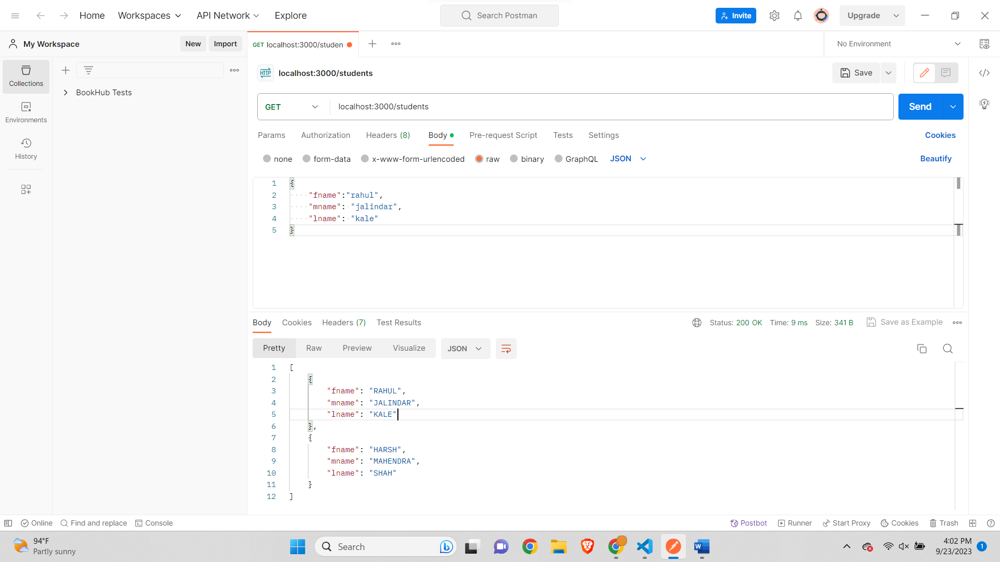 Home Workspaces API Network Explore Search Postman Invite Upgrade
My Workspace New Import GET localhost:3000/studen No Environment
Collections
Environments
History
BookHub Tests
HTTP localhost:3000/students Save
GET localhost:3000/students Send
Params Authorization Headers (8) Body Pre-request Script Tests Settings Cookies
none form-data x-www-form-urlencoded raw binary GraphQL JSON Beautify
1 {
2 "fname":"rahul",
3 "mname": "jalindar",
4 "lname": "kale"
5 }
Body Cookies Headers (7) Test Results Status: 200 OK Time: 9 ms Size: 341 B Save as Example
Pretty Raw Preview Visualize JSON
1 [
2 {
3 "fname": "RAHUL",
4 "mname": "JALINDAR",
5 "lname": "KALE"
6 },
7 {
8 "fname": "HARSH",
9 "mname": "MAHENDRA",
10 "lname": "SHAH"
11 }
12 ]
Online Find and replace Console Postbot Runner Start Proxy Cookies Trash
94°F
Partly sunny
Search
W
4:02 PM
9/23/2023
1